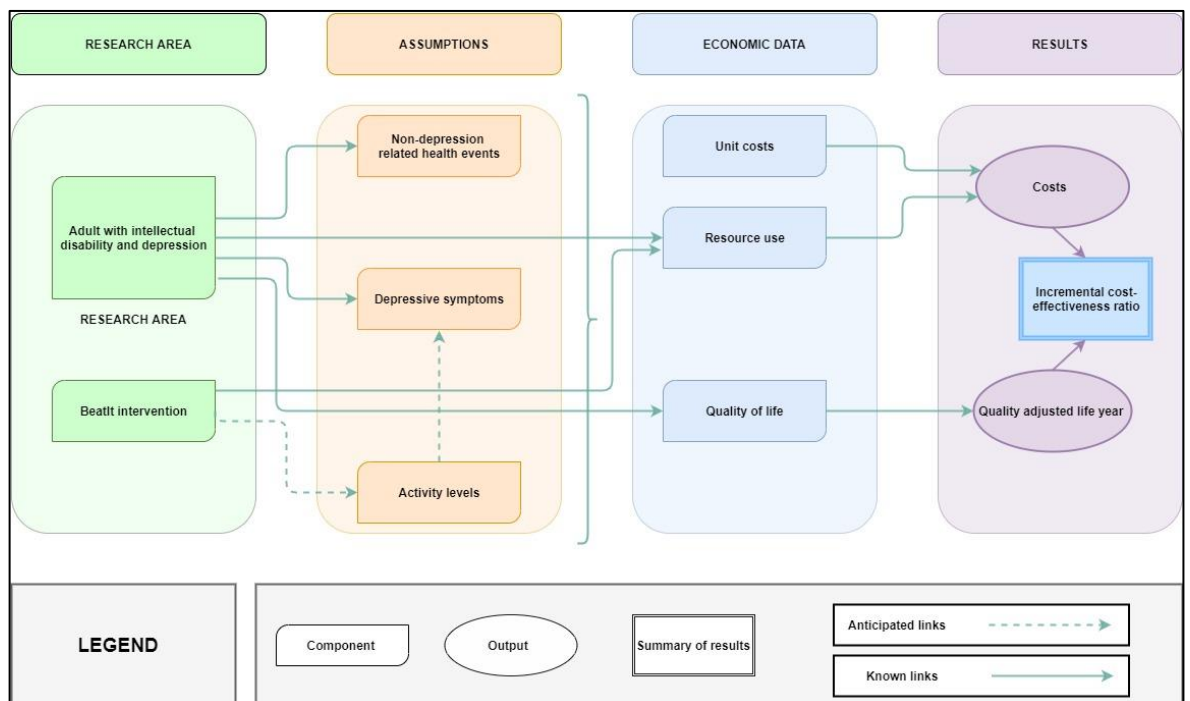 RESEARCH AREA
ASSUMPTIONS
ECONOMIC DATA
RESULTS
Non-depression
related health events
Unit costs
Costs
Adult with intellectual
disability and depression
Resource use
Depressive symptoms
Incremental cost-
effectiveness ratio
RESEARCH AREA
BeatIt intervention
Quality of life
Quality adjusted life year
Activity levels
LEGEND
Component
Output
Summary of results
Anticipated links
Known links